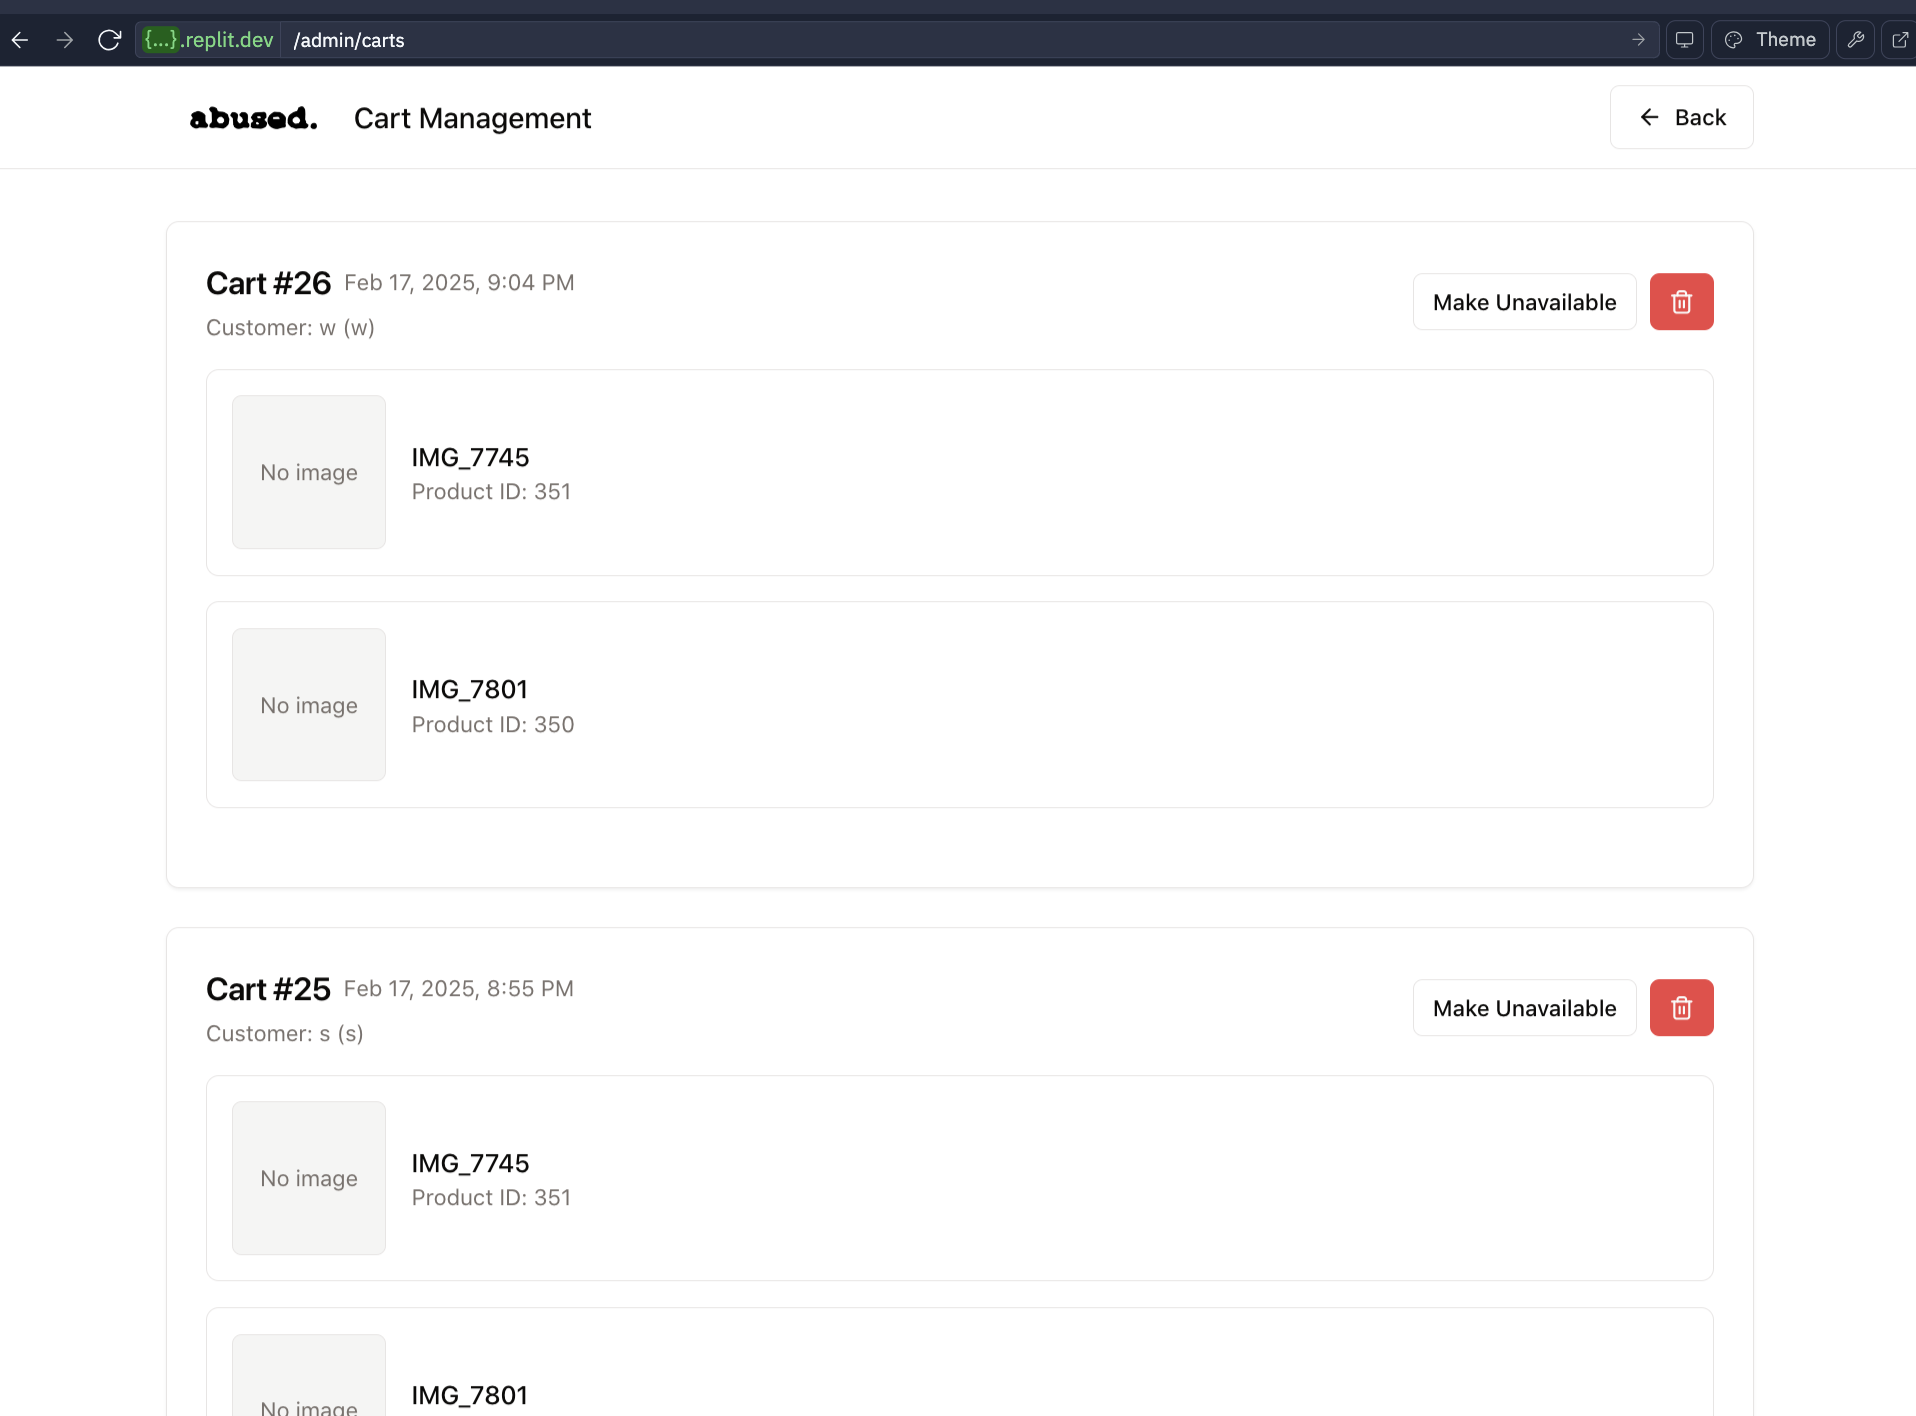 {...}.replit.dev /admin/carts Theme
abused. Cart Management Back
Cart #26 Feb 17, 2025, 9:04 PM
Customer: w (w)
Make Unavailable
No image
IMG_7745
Product ID: 351
No image
IMG_7801
Product ID: 350
Cart #25 Feb 17, 2025, 8:55 PM
Customer: s (s)
Make Unavailable
No image
IMG_7745
Product ID: 351
No image
IMG_7801